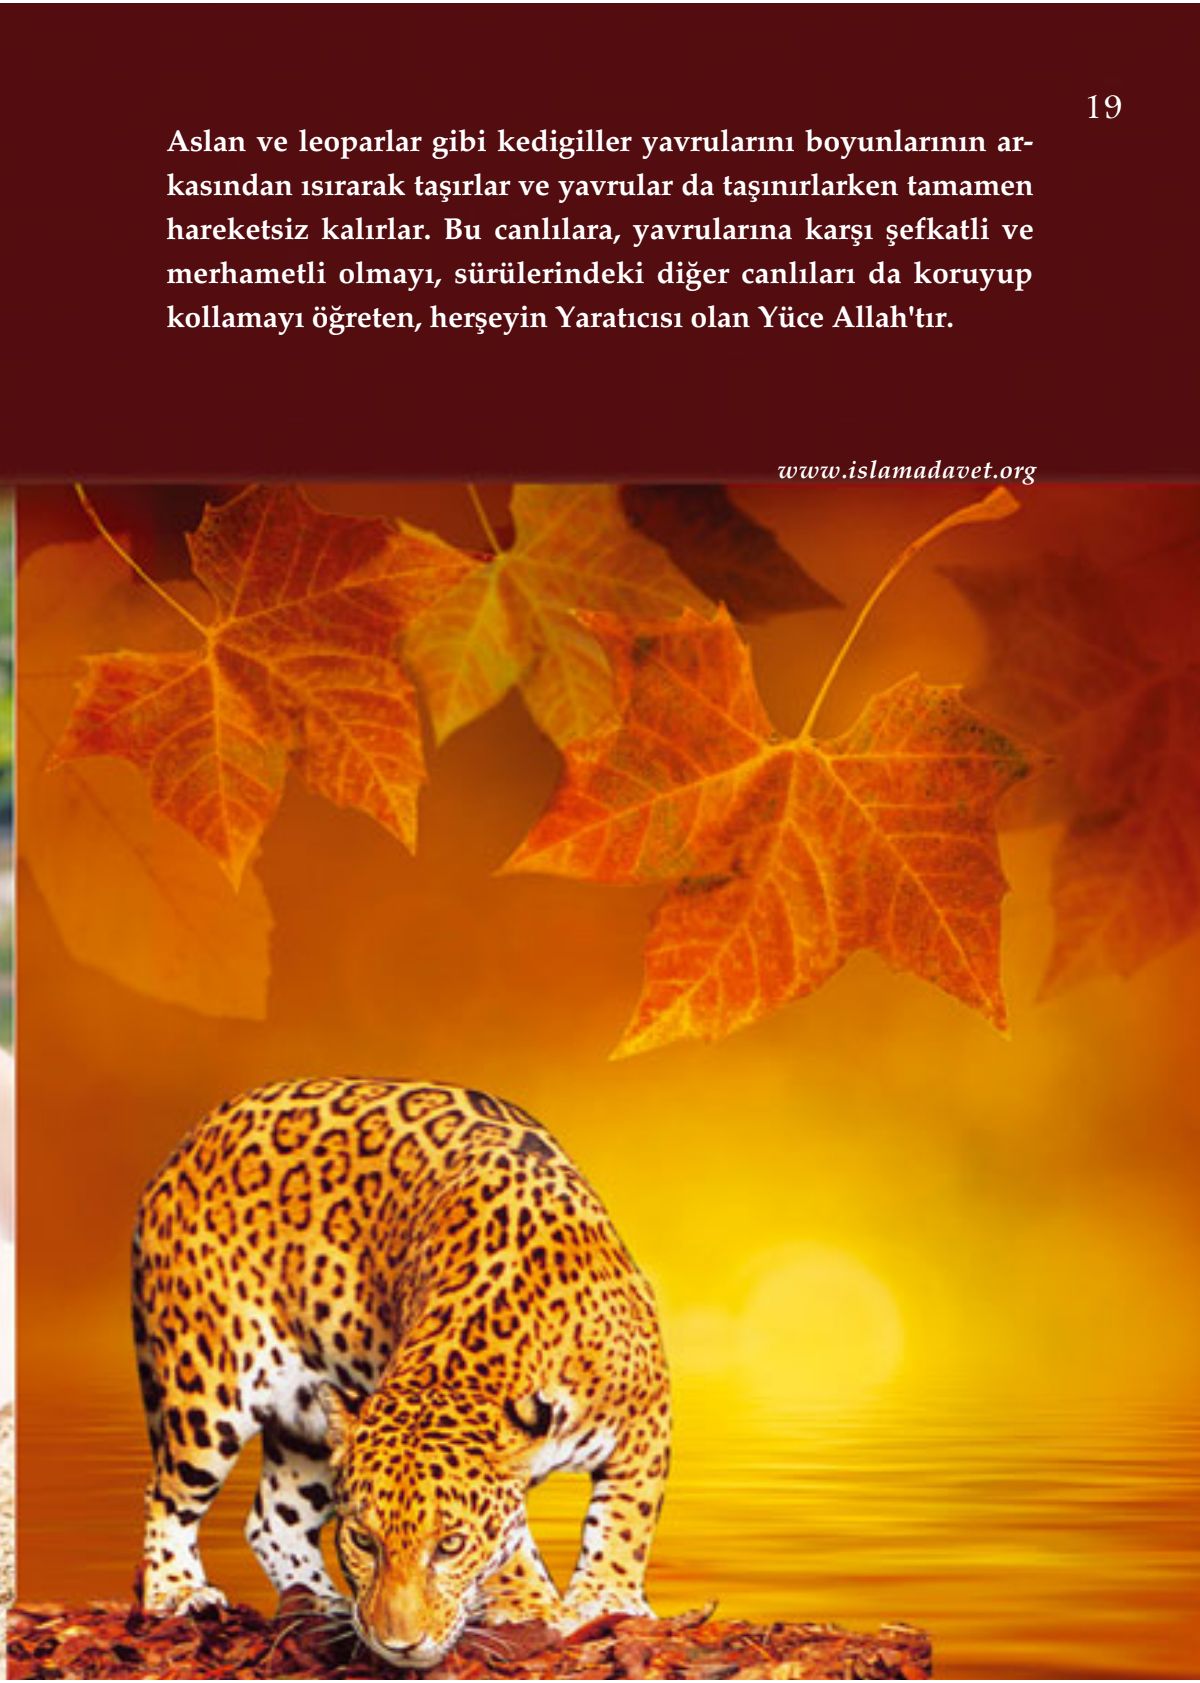 19
Aslan ve leoparlar gibi kedigiller yavrularını boyunlarının ar-
kasından ısırarak taşırlar ve yavrular da taşınırlarken tamamen
hareketsiz kalırlar. Bu canlılara, yavrularına karşı şefkatli ve
merhametli olmayı, sürülerindeki diğer canlıları da koruyup
kollamayı öğreten, herşeyin Yaratıcısı olan Yüce Allah'tır.
www.islamadavet.org